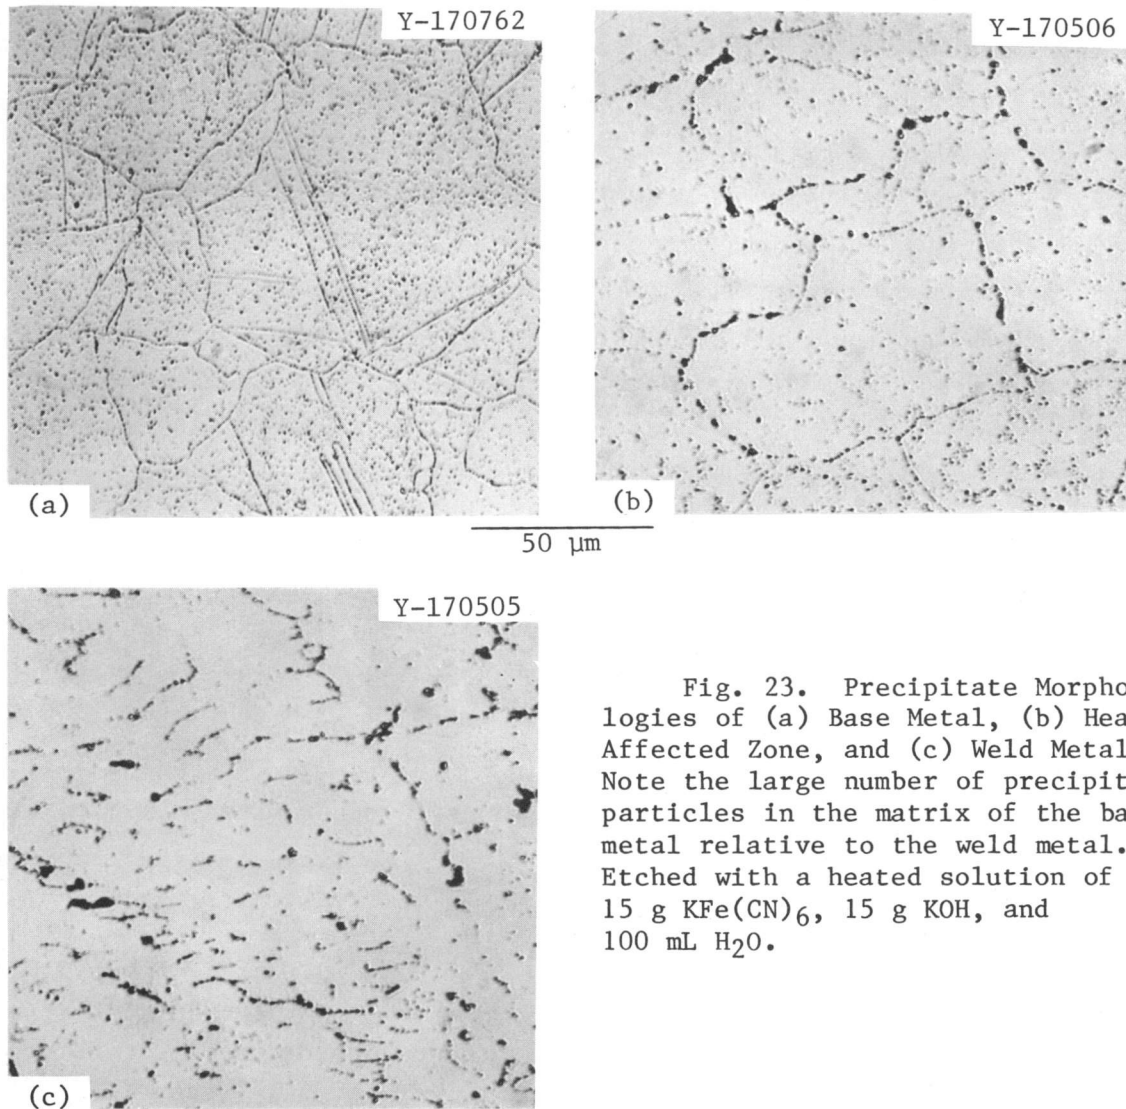 Y-170762
Y-170506
(a)
(b)
50 µm
Y-170505
(c)
Fig. 23. Precipitate Morpho
logies of (a) Base Metal, (b) Hea
Affected Zone, and (c) Weld Metal
Note the large number of precipit
particles in the matrix of the ba
metal relative to the weld metal.
Etched with a heated solution of
15 g KFe(CN)6, 15 g KOH, and
100 mL H2O.